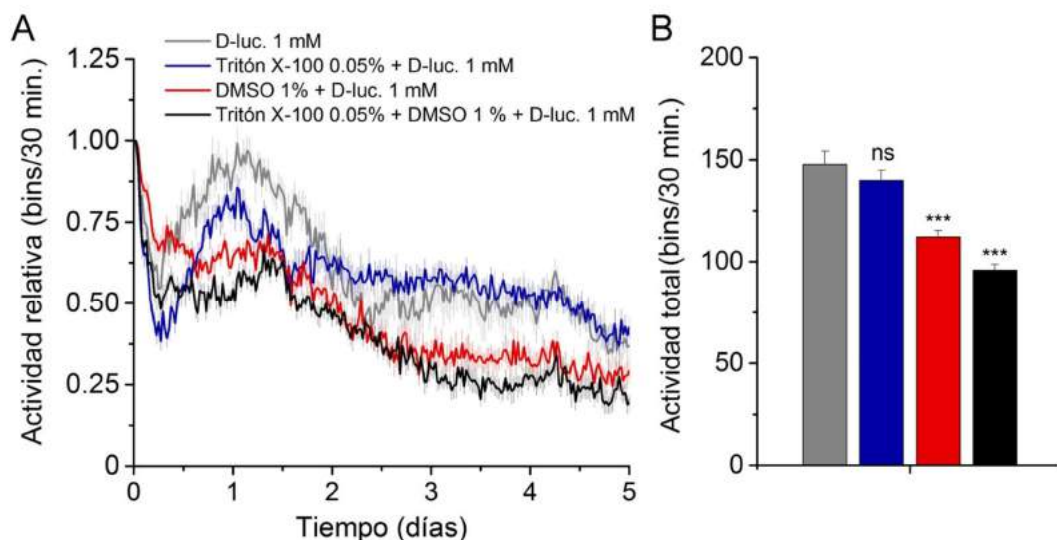 A
D-luc. 1 mM
Tritón X-100 0.05% + D-luc. 1 mM
DMSO 1% + D-luc. 1 mM
Tritón X-100 0.05% + DMSO 1 % + D-luc. 1 mM
Actividad relativa (bins/30 min.)
1.25
1.00
0.75
0.50
0.25
0
0
1
2
3
4
5
Tiempo (días)
B
Actividad total (bins/30 min.)
200
150
100
50
0
ns
***
***